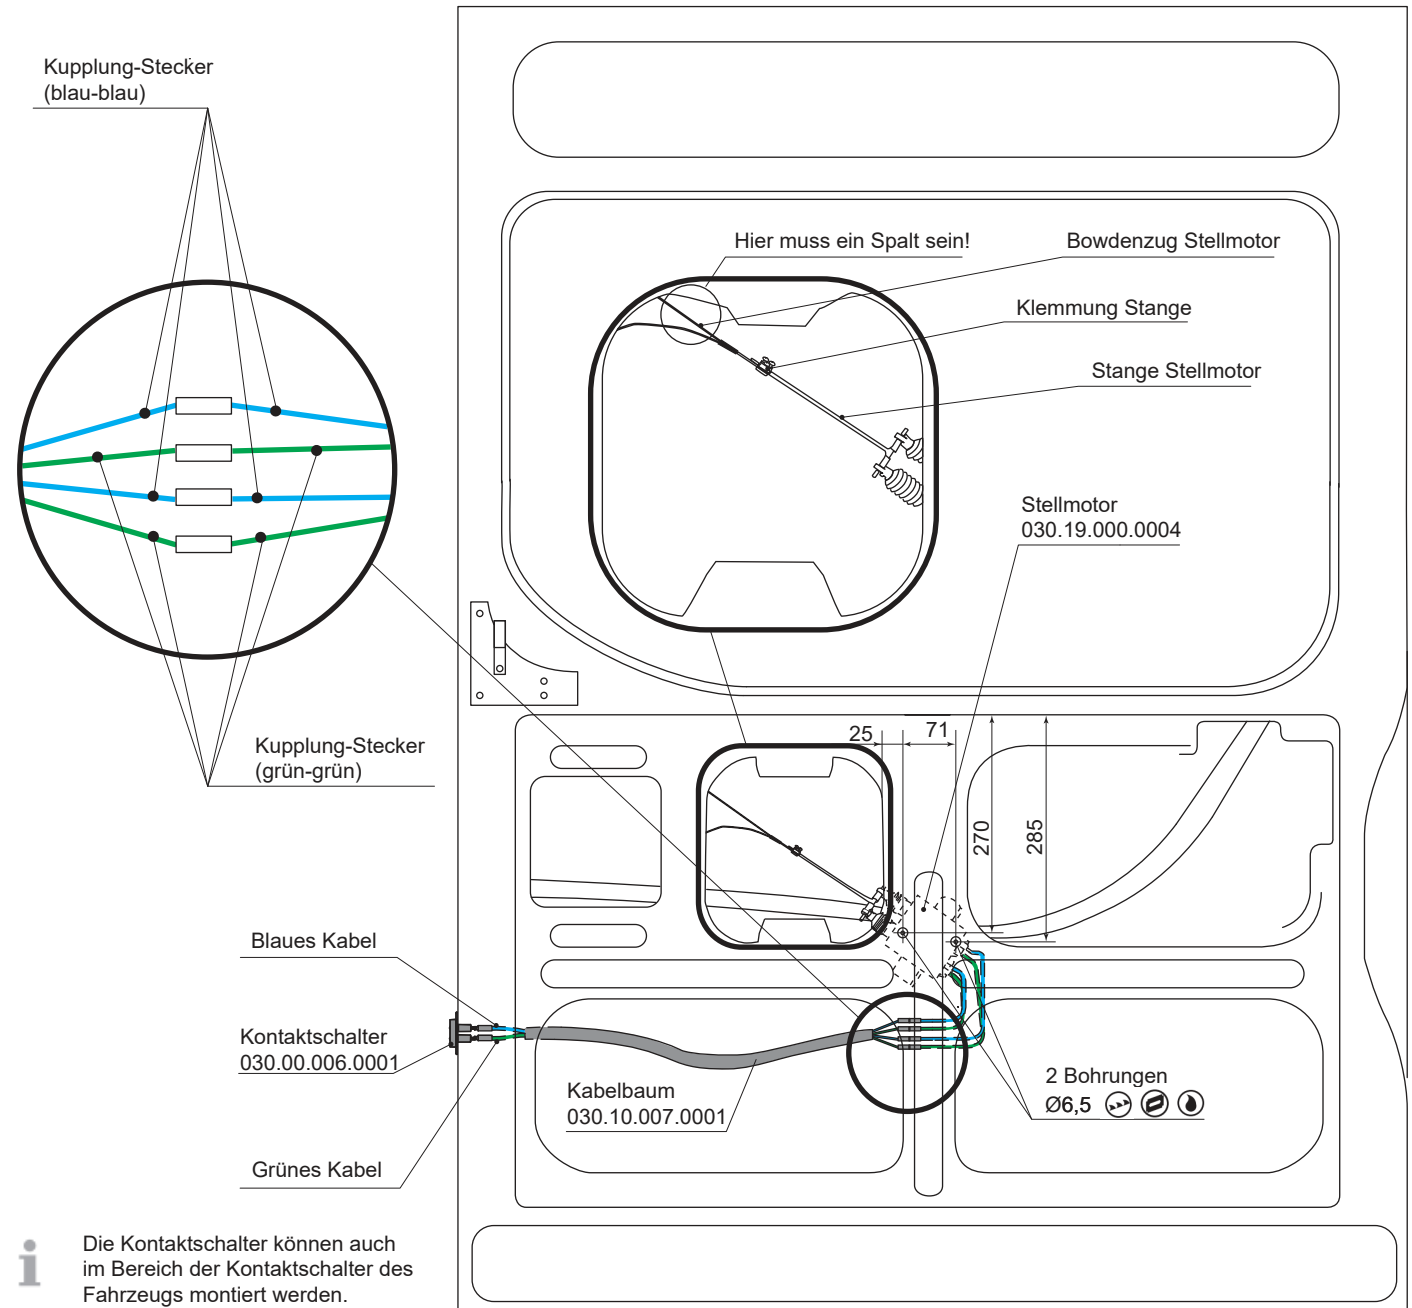 Kupplung-Stecker
(blau-blau)
Hier muss ein Spalt sein!
Bowdenzug Stellmotor
Klemmung Stange
Stange Stellmotor
Stellmotor
030.19.000.0004
Kupplung-Stecker
(grün-grün)
25
71
270
285
Blaues Kabel
Kontaktschalter
030.00.006.0001
Kabelbaum
030.10.007.0001
2 Bohrungen
Ø6,5
Grünes Kabel
i
Die Kontaktschalter können auch
im Bereich der Kontaktschalter des
Fahrzeugs montiert werden.